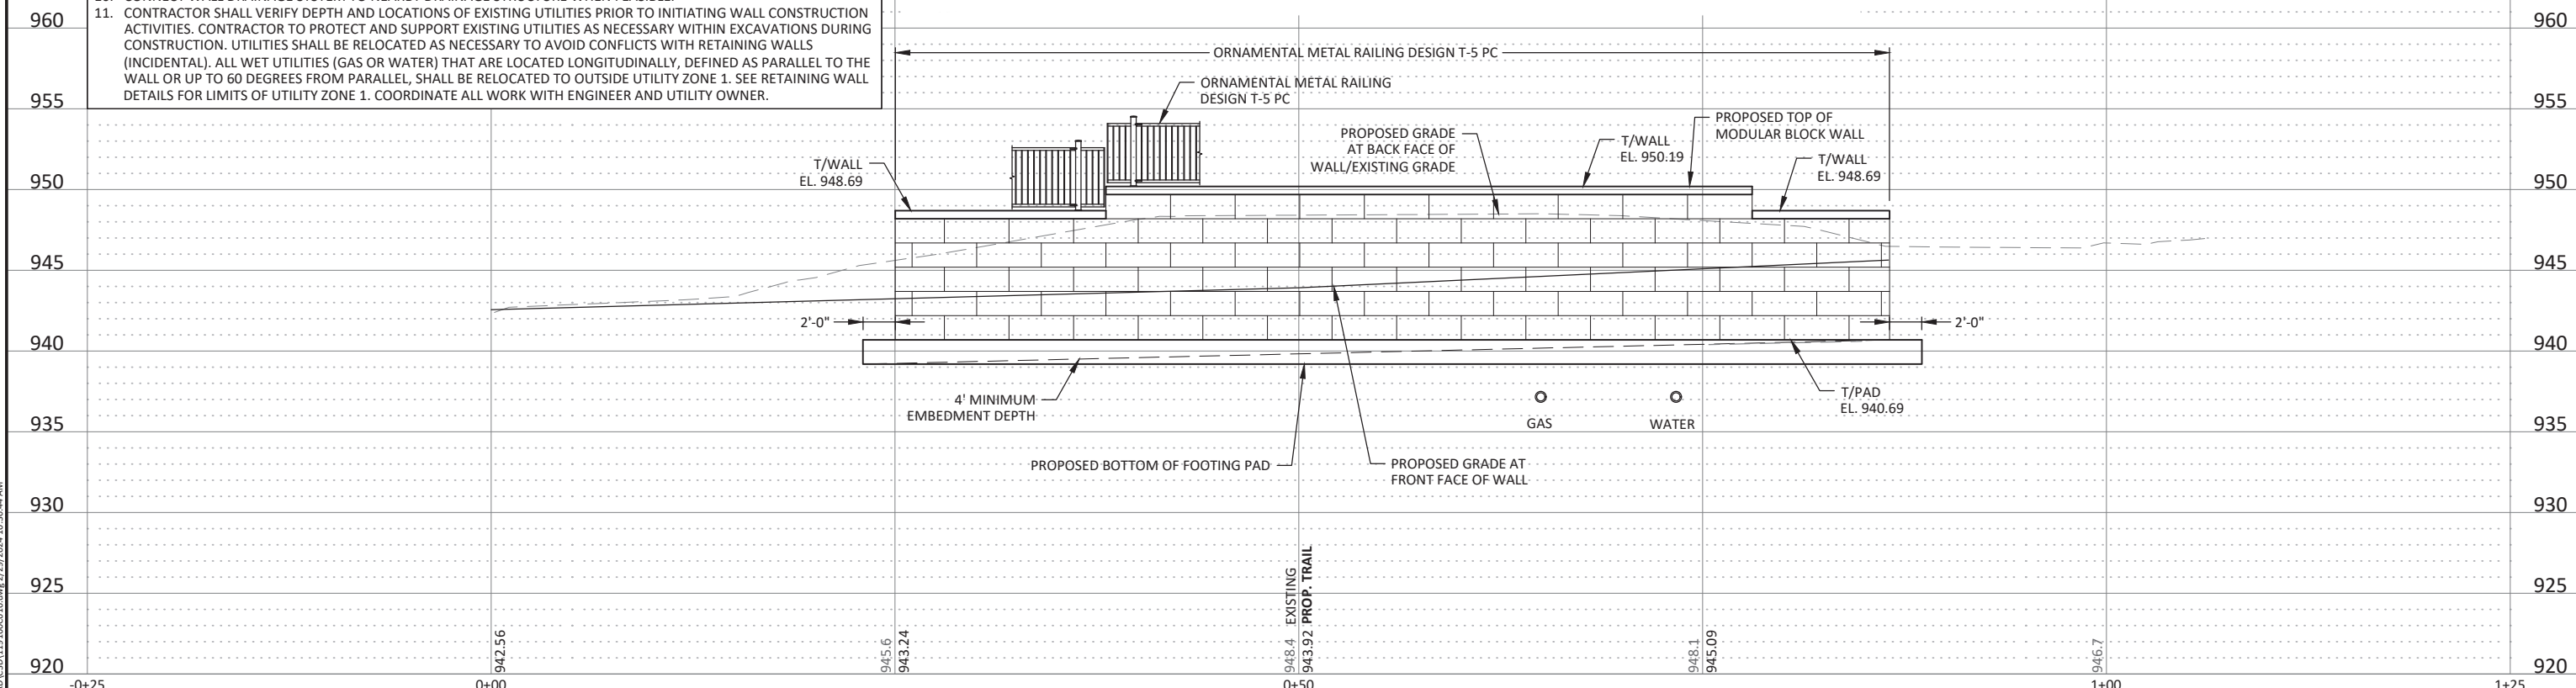 11. CONTRACTOR SHALL VERIFY DEPTH AND LOCATIONS OF EXISTING UTILITIES PRIOR TO INITIATING WALL CONSTRUCTION
ACTIVITIES. CONTRACTOR TO PROTECT AND SUPPORT EXISTING UTILITIES AS NECESSARY WITHIN EXCAVATIONS DURING
CONSTRUCTION. UTILITIES SHALL BE RELOCATED AS NECESSARY TO AVOID CONFLICTS WITH RETAINING WALLS
(INCIDENTAL). ALL WET UTILITIES (GAS OR WATER) THAT ARE LOCATED LONGITUDINALLY, DEFINED AS PARALLEL TO THE
WALL OR UP TO 60 DEGREES FROM PARALLEL, SHALL BE RELOCATED TO OUTSIDE UTILITY ZONE 1. SEE RETAINING WALL
DETAILS FOR LIMITS OF UTILITY ZONE 1. COORDINATE ALL WORK WITH ENGINEER AND UTILITY OWNER.
960
960
ORNAMENTAL METAL RAILING DESIGN T-5 PC
955
955
ORNAMENTAL METAL RAILING
DESIGN T-5 PC
PROPOSED GRADE
AT BACK FACE OF
WALL/EXISTING GRADE
T/WALL
EL. 950.19
PROPOSED TOP OF
MODULAR BLOCK WALL
T/WALL
EL. 948.69
T/WALL
EL. 948.69
950
950
945
945
2'-0"
2'-0"
940
940
4' MINIMUM
EMBEDMENT DEPTH
GAS
WATER
T/PAD
EL. 940.69
935
935
PROPOSED BOTTOM OF FOOTING PAD
PROPOSED GRADE AT
FRONT FACE OF WALL
930
930
925
925
EXISTING
PROP. TRAIL
942.56
945.6
943.24
948.4
943.92
948.1
945.09
946.7
920
920
-0+25
0+00
0+50
1+00
1+25